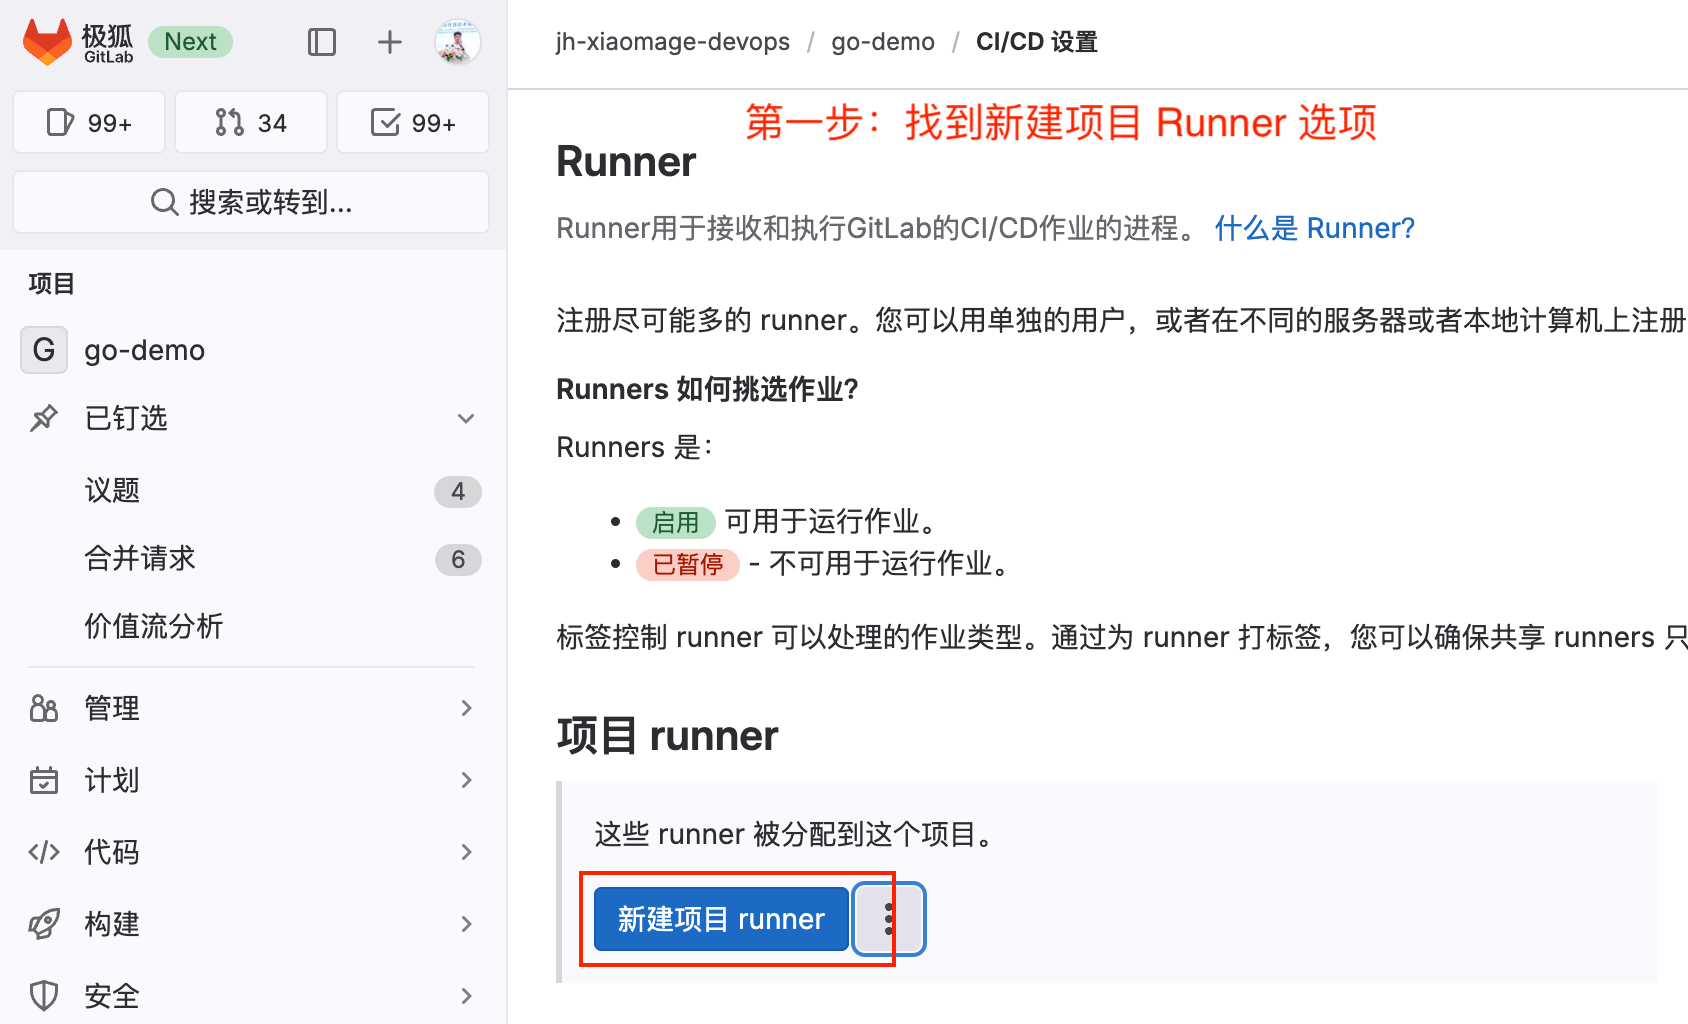 极狐
GitLab
Next
99+
34
99+
搜索或转到...
项目
G
go-demo
已钉选
议题
4
合并请求
6
价值流分析
管理
计划
代码
构建
安全
jh-xiaomage-devops / go-demo / CI/CD 设置
第一步：找到新建项目 Runner 选项
Runner
Runner用于接收和执行GitLab的CI/CD作业的进程。 什么是 Runner?
注册尽可能多的 runner。您可以用单独的用户，或者在不同的服务器或者本地计算机上注册
Runners 如何挑选作业?
Runners 是：
• 启用 可用于运行作业。
• 已暂停 - 不可用于运行作业。
标签控制 runner 可以处理的作业类型。通过为 runner 打标签，您可以确保共享 runners 只
项目 runner
这些 runner 被分配到这个项目。
新建项目 runner